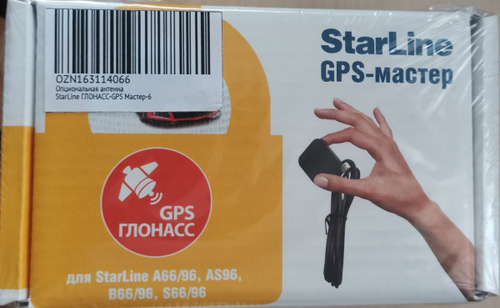 OZN163114066
Опциональная антенна
StarLine ГЛОНАСС-GPS Мастер-6
StarLine
GPS-мастер
GPS
ГЛОНАСС
для StarLine A66/96, AS96,
B66/96, S66/96